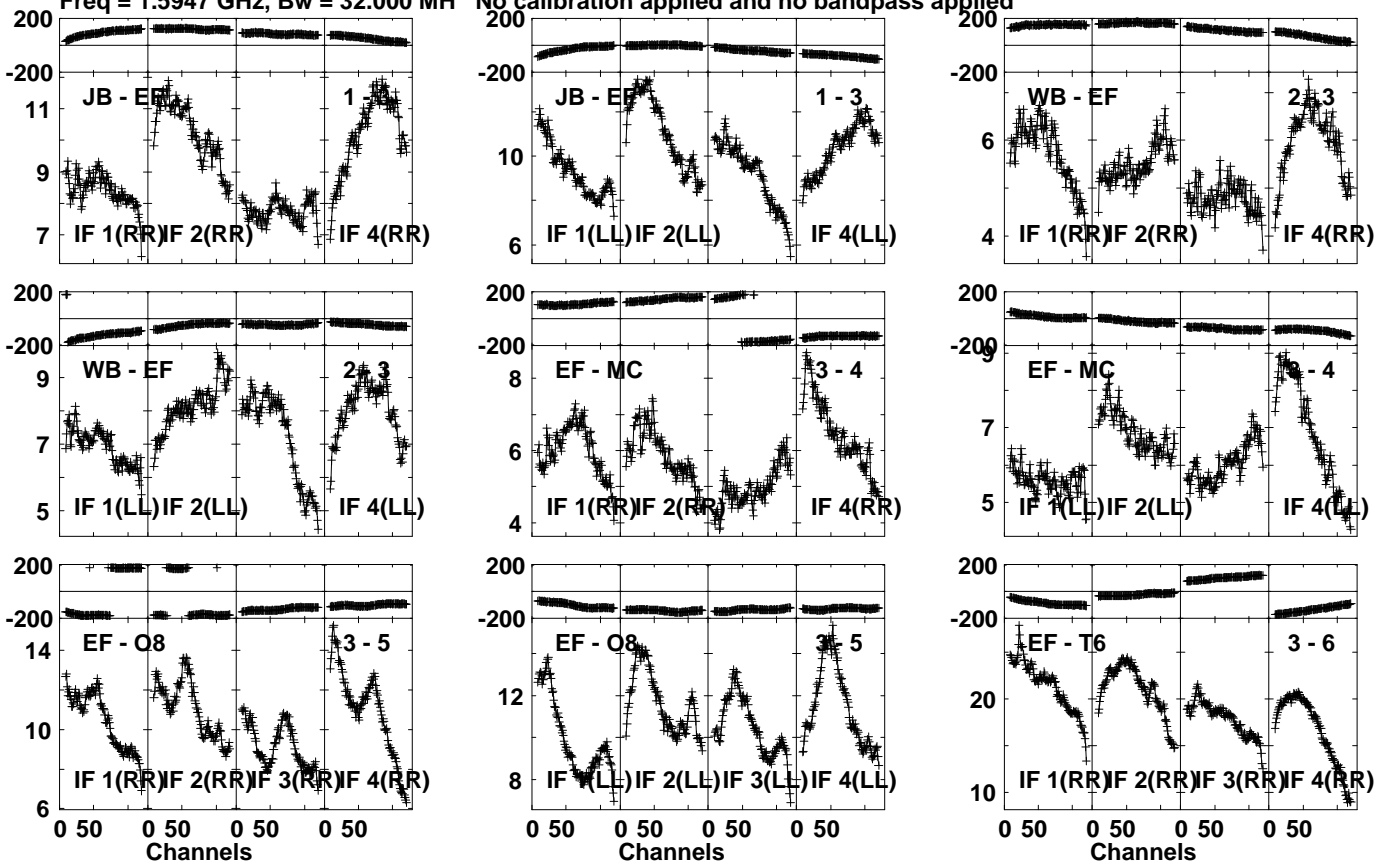 Freq = 1.5947 GHz, Bw = 32.000 MH No calibration applied and no bandpass applied
200 200 200
-200 -200 -200
JB - EF 1 - 3 JB - EF 1 - 3 WB - EF 2 - 3
11
9
7
10
6
6
4
IF 1(RR) IF 2(RR) IF 4(RR) IF 1(LL) IF 2(LL) IF 4(LL) IF 1(RR) IF 2(RR) IF 4(RR)
200 200 200
-200 -200 -200
WB - EF 2 - 3 EF - MC 3 - 4 EF - MC 3 - 4
9
7
5
8
6
4
9
7
5
IF 1(LL) IF 2(LL) IF 4(LL) IF 1(RR) IF 2(RR) IF 4(RR) IF 1(LL) IF 2(LL) IF 4(LL)
200 200 200
-200 -200 -200
EF - O8 3 - 5 EF - O8 3 - 5 EF - T6 3 - 6
14
10
6
12
8
20
10
IF 1(RR) IF 2(RR) IF 3(RR) IF 4(RR) IF 1(LL) IF 2(LL) IF 3(LL) IF 4(LL) IF 1(RR) IF 2(RR) IF 3(RR) IF 4(RR)
0 50 0 50 0 50 0 50 0 50 0 50 0 50 0 50 0 50 0 50 0 50 0 50
Channels Channels Channels